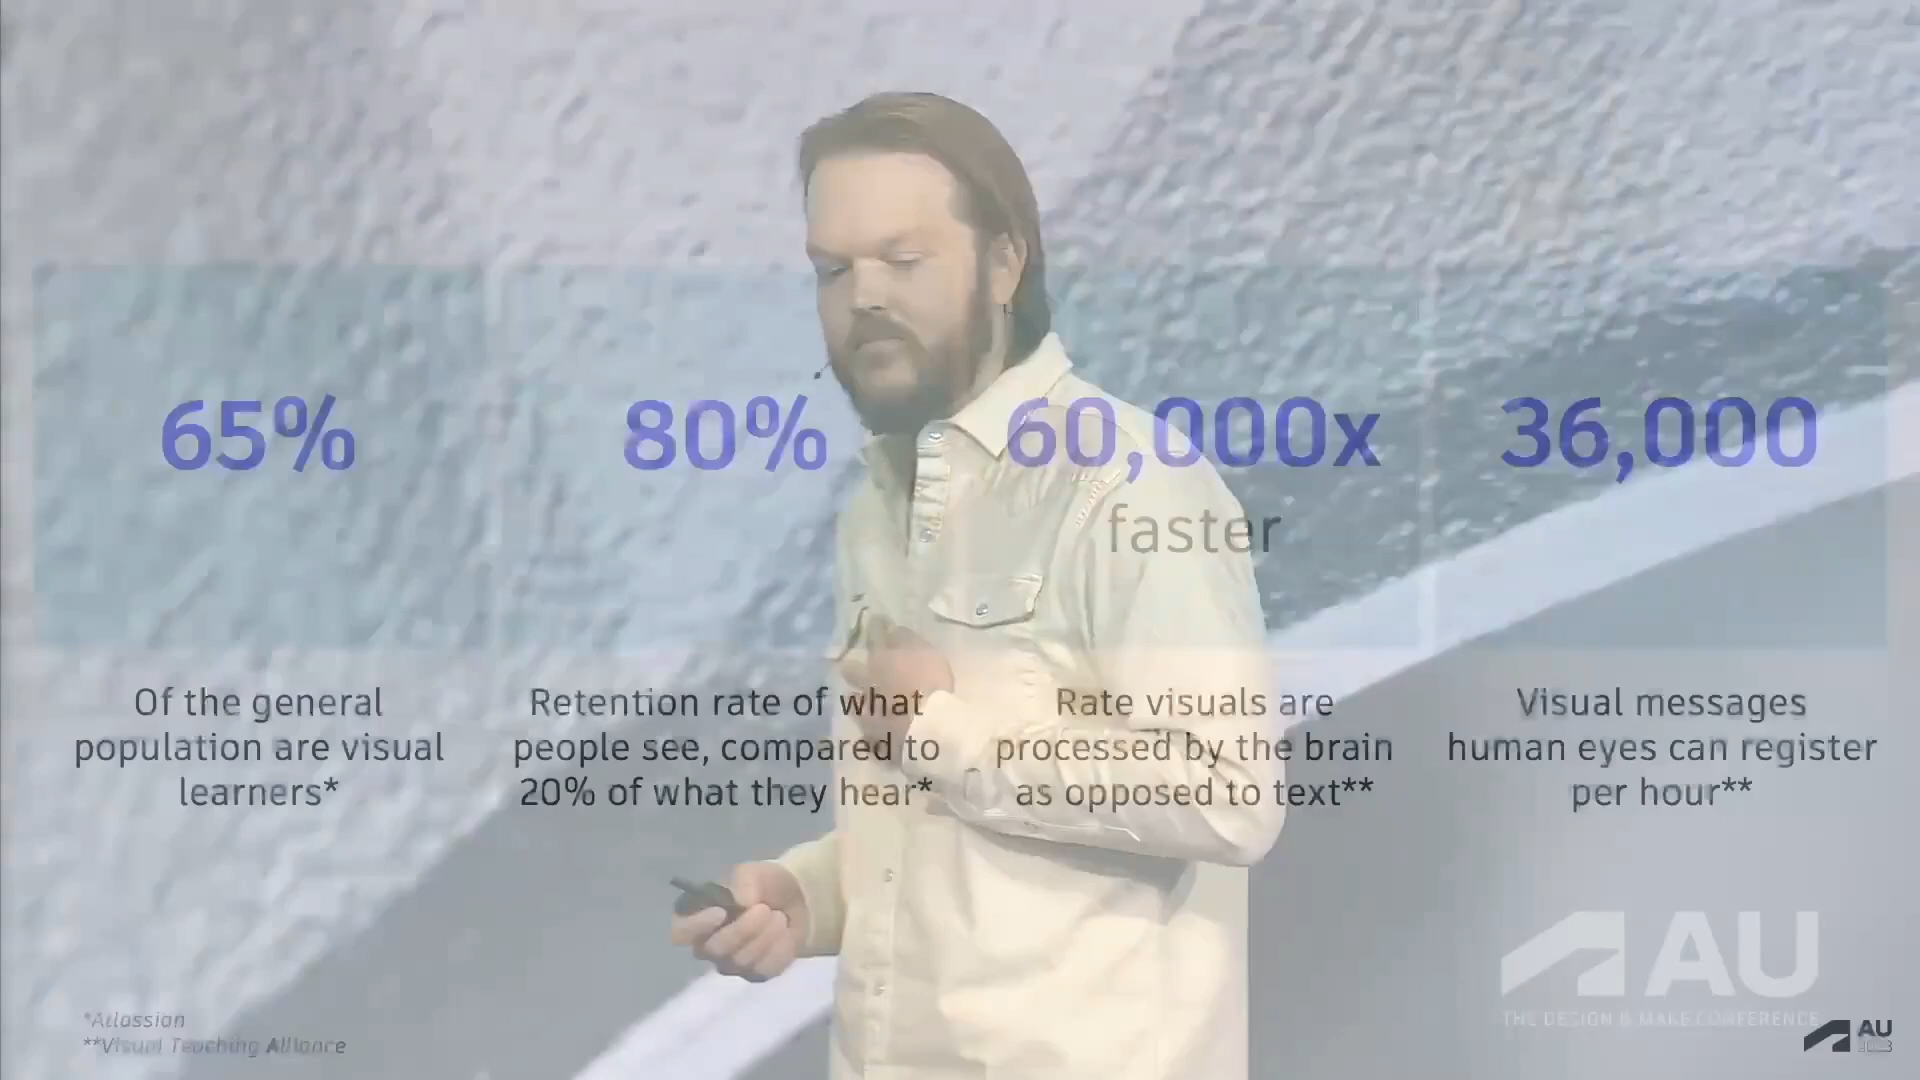 65%
80%
60,000x
36,000
faster
Of the general
population are visual
learners*
Retention rate of what
people see, compared to
20% of what they hear*
Rate visuals are
processed by the brain
as opposed to text**
Visual messages
human eyes can register
per hour**
*Atlassian
**Visual Teaching Alliance
AU
THE DESIGN & MAKE CONFERENCE
AU
2023